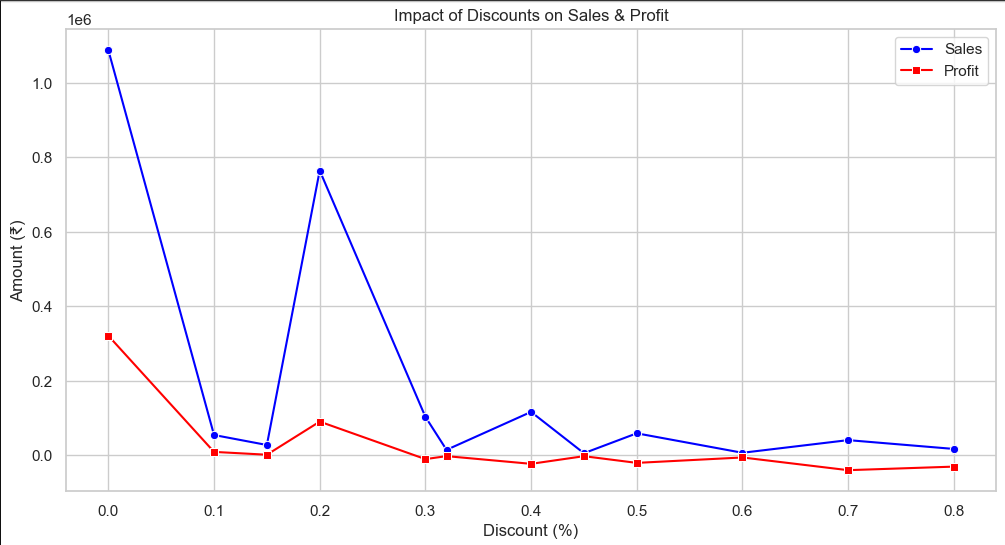 Impact of Discounts on Sales & Profit
1e6
Sales
Profit
1.0
0.8
0.6
0.4
0.2
0.0
Amount (₹)
0.0 0.1 0.2 0.3 0.4 0.5 0.6 0.7 0.8
Discount (%)